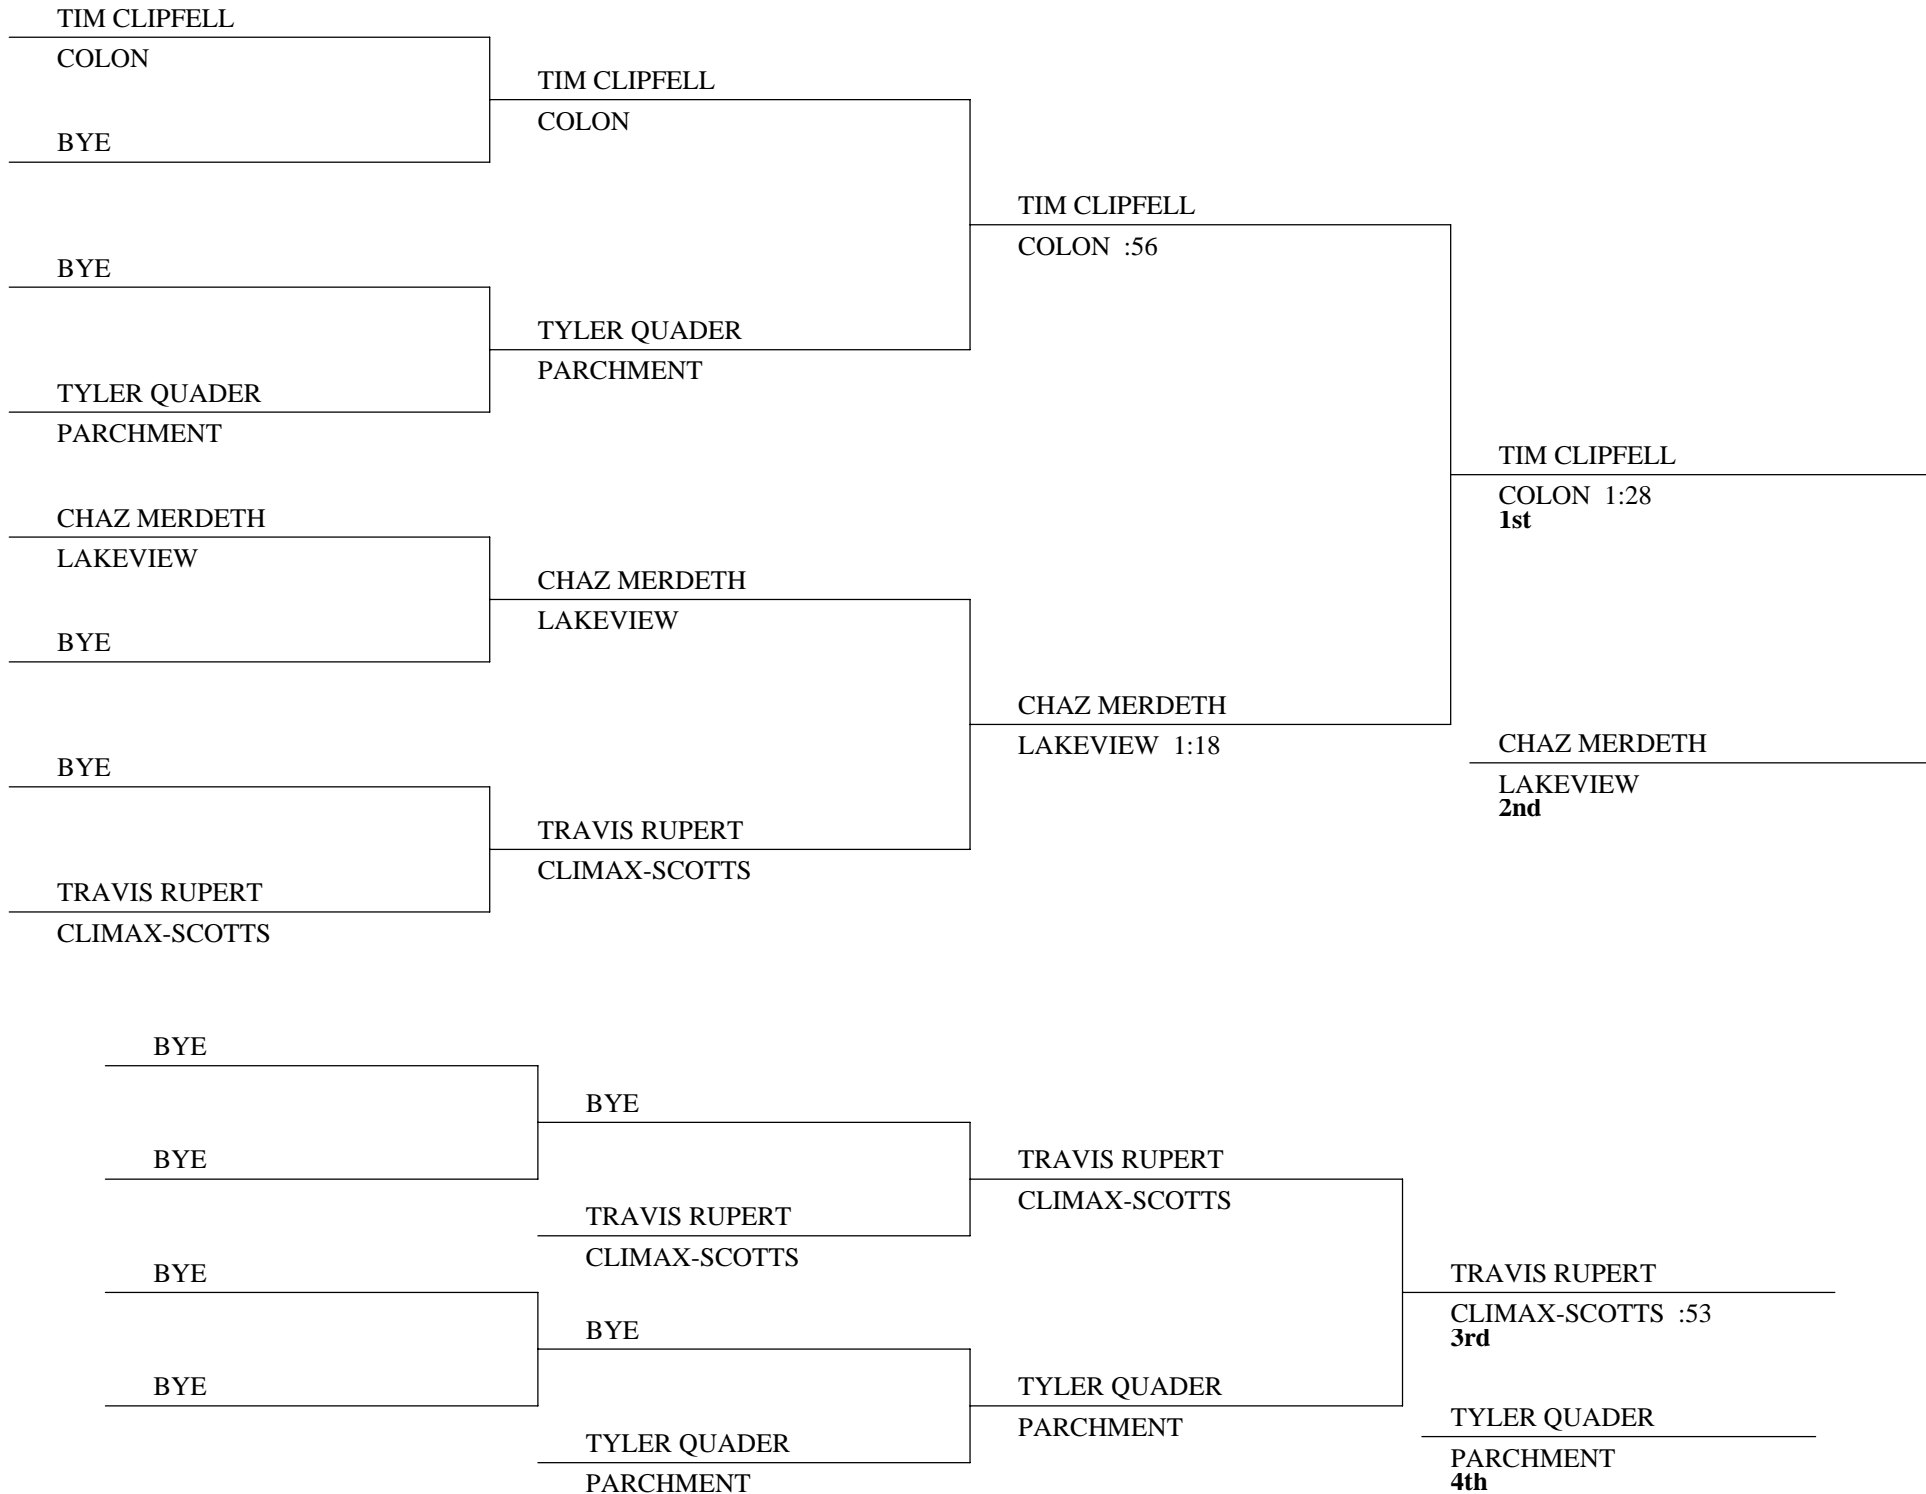 TIM CLIPFELL
COLON
BYE
BYE
TYLER QUADER
PARCHMENT
CHAZ MERDETH
LAKEVIEW
BYE
BYE
TRAVIS RUPERT
CLIMAX-SCOTTS
TIM CLIPFELL
COLON
TYLER QUADER
PARCHMENT
CHAZ MERDETH
LAKEVIEW
TRAVIS RUPERT
CLIMAX-SCOTTS
TIM CLIPFELL
COLON :56
CHAZ MERDETH
LAKEVIEW 1:18
TIM CLIPFELL
COLON 1:28
1st
CHAZ MERDETH
LAKEVIEW
2nd
BYE
BYE
BYE
BYE
BYE
TRAVIS RUPERT
CLIMAX-SCOTTS
BYE
TYLER QUADER
PARCHMENT
TRAVIS RUPERT
CLIMAX-SCOTTS
TYLER QUADER
PARCHMENT
TRAVIS RUPERT
CLIMAX-SCOTTS :53
3rd
TYLER QUADER
PARCHMENT
4th